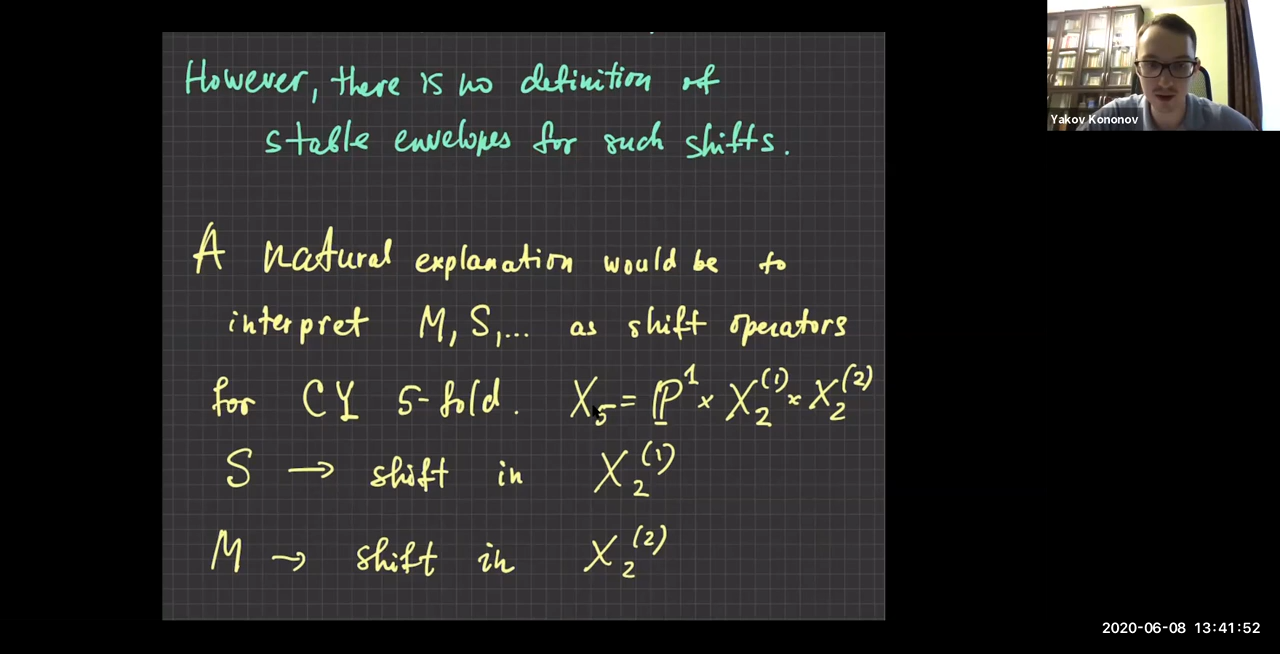 However, there is no definition of
stable envelopes for such shifts.
A natural explanation would be to
interpret M, S, ... as shift operators
for CY 5-fold. X₅ = ℙ¹ × X₂⁽¹⁾ × X₂⁽²⁾
S → shift in X₂⁽¹⁾
M → shift in X₂⁽²⁾
Yakov Kononov
2020-06-08 13:41:52